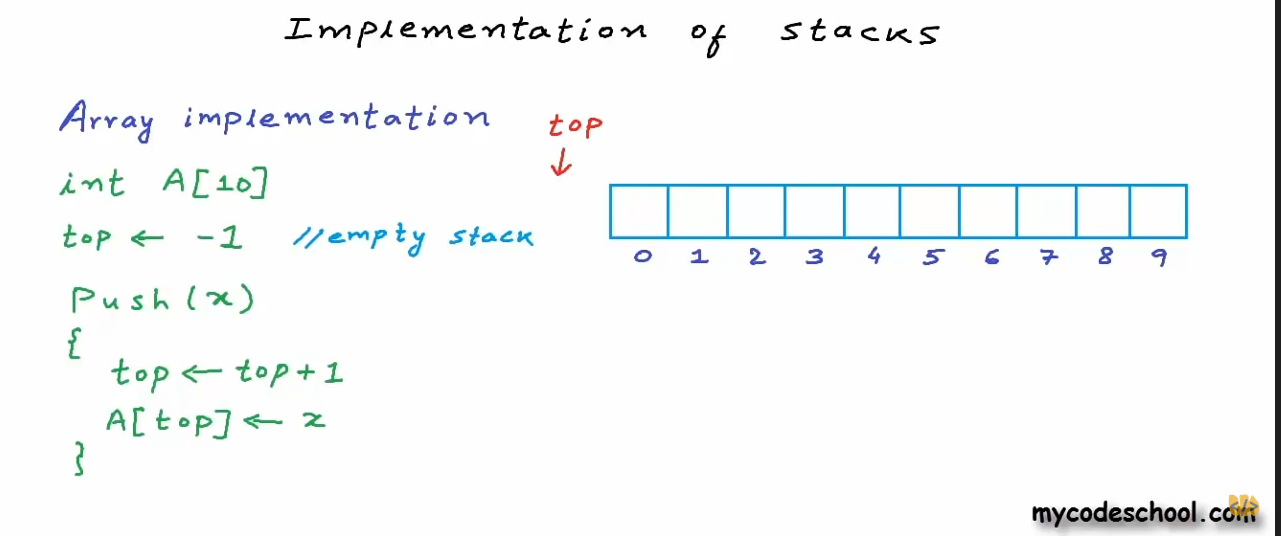 Implementation of stacks
Array implementation
top
↓
int A[10]
top ← -1 //empty stack
0 1 2 3 4 5 6 7 8 9
Push(x)
{
top ← top + 1
A[top] ← x
}
mycodeschool.com